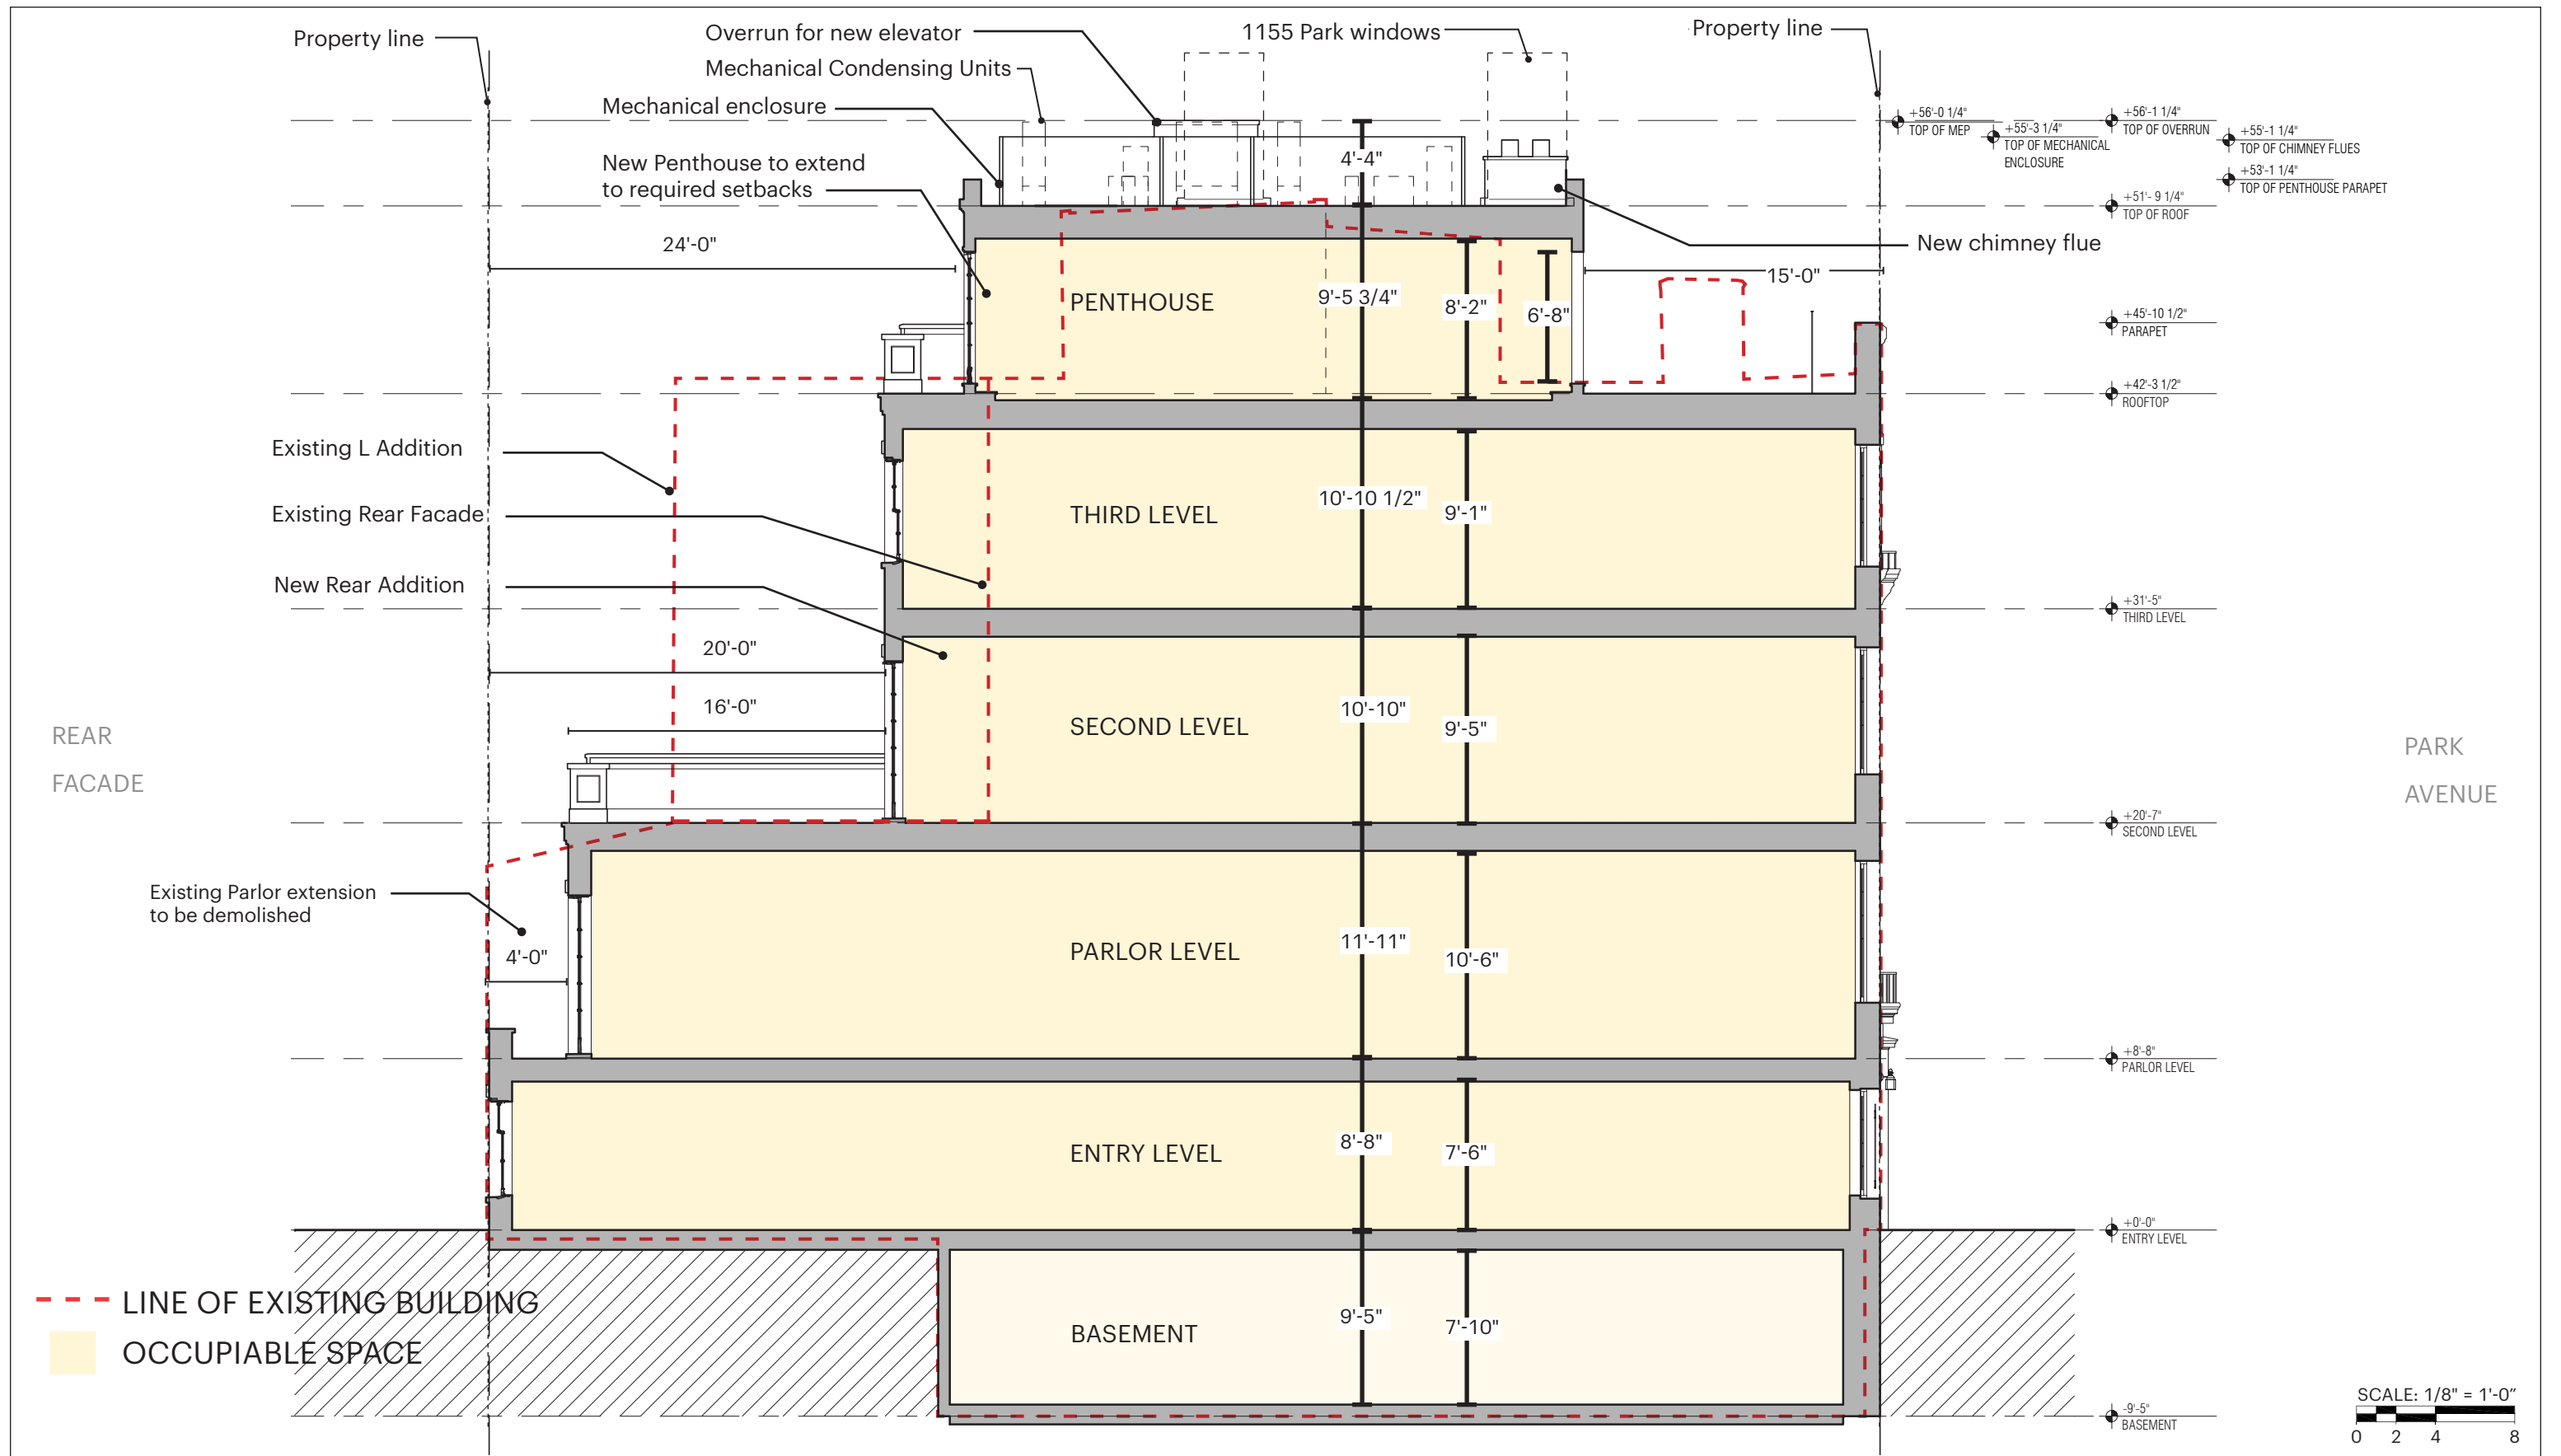 Property line
Overrun for new elevator
1155 Park windows
Property line
Mechanical Condensing Units
Mechanical enclosure
New Penthouse to extend
to required setbacks
+56'-0 1/4"
TOP OF MEP
+55'-3 1/4"
TOP OF MECHANICAL
ENCLOSURE
+56'-1 1/4"
TOP OF OVERRUN
+55'-1 1/4"
TOP OF CHIMNEY FLUES
+53'-1 1/4"
TOP OF PENTHOUSE PARAPET
+51'- 9 1/4"
TOP OF ROOF
4'-4"
24'-0"
New chimney flue
15'-0"
PENTHOUSE
9'-5 3/4"
8'-2"
6'-8"
+45'-10 1/2"
PARAPET
+42'-3 1/2"
ROOFTOP
Existing L Addition
Existing Rear Facade
New Rear Addition
THIRD LEVEL
10'-10 1/2"
9'-1"
+31'-5"
THIRD LEVEL
20'-0"
16'-0"
REAR
FACADE
SECOND LEVEL
10'-10"
9'-5"
PARK
AVENUE
+20'-7"
SECOND LEVEL
Existing Parlor extension
to be demolished
4'-0"
PARLOR LEVEL
11'-11"
10'-6"
+8'-8"
PARLOR LEVEL
ENTRY LEVEL
8'-8"
7'-6"
+0'-0"
ENTRY LEVEL
LINE OF EXISTING BUILDING
OCCUPIABLE SPACE
BASEMENT
9'-5"
7'-10"
-9'-5"
BASEMENT
SCALE: 1/8" = 1'-0"
0 2 4 8